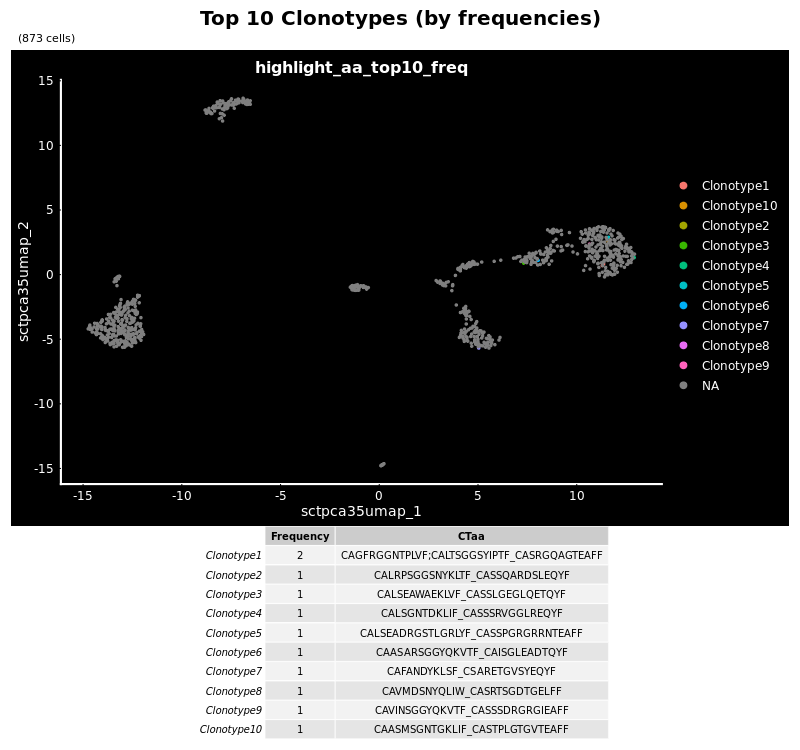 Top 10 Clonotypes (by frequencies)
(873 cells)
highlight_aa_top10_freq
15
10
5
0
-5
-10
-15
sctpca35umap_2
-15 -10 -5 0 5 10
sctpca35umap_1
Clonotype1
Clonotype10
Clonotype2
Clonotype3
Clonotype4
Clonotype5
Clonotype6
Clonotype7
Clonotype8
Clonotype9
NA
Frequency CTaa
Clonotype1 2 CAGFRGGNTPLVF;CALTSGGSYIPTF_CASRGQAGTEAFF
Clonotype2 1 CALRPSGGSNYKLTF_CASSQARDSLEQYF
Clonotype3 1 CALSEAWAEKLVF_CASSLGEGLQETQYF
Clonotype4 1 CALSGNTDKLIF_CASSSRVGGLREQYF
Clonotype5 1 CALSEADRGSTLGRLYF_CASSPGRGRRNTEAFF
Clonotype6 1 CAASARSGGYQKVTF_CAISGLEADTQYF
Clonotype7 1 CAFANDYKLSF_CSARETGVSYEQYF
Clonotype8 1 CAVMDSNYQLIW_CASRTSGDTGELFF
Clonotype9 1 CAVINSGGYQKVTF_CASSSDRGRGIEAFF
Clonotype10 1 CAASMSGNTGKLIF_CASTPLGTGVTEAFF